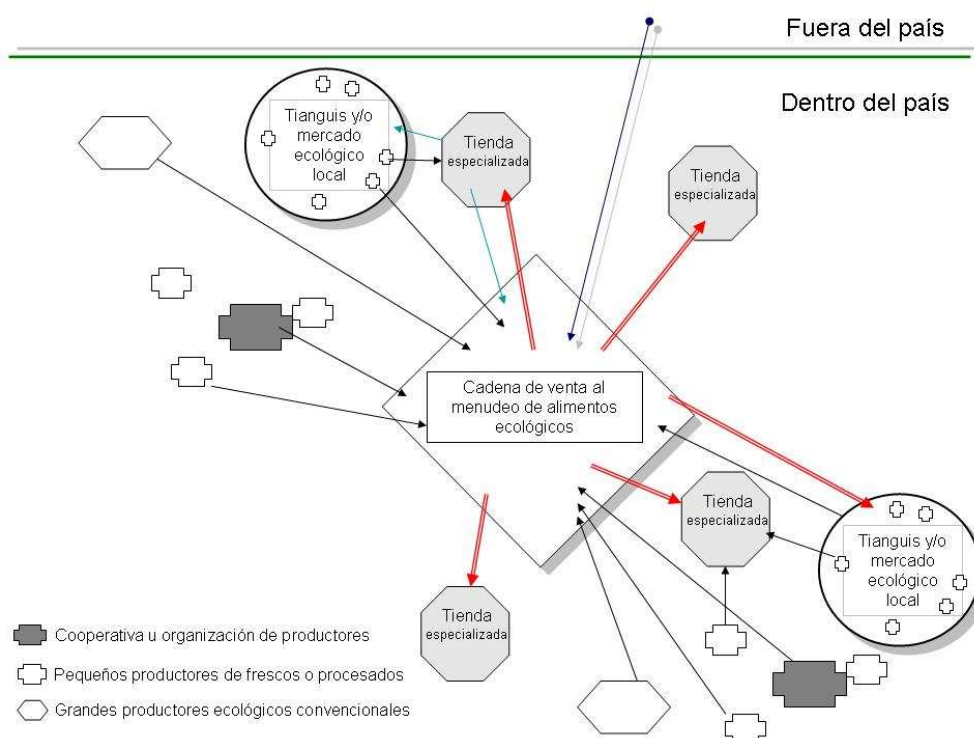 Fuera del país
Dentro del país
Tianguis y/o
mercado
ecológico
local
Tienda
especializada
Tienda
especializada
Cadena de venta al
menudeo de alimentos
ecológicos
Tienda
especializada
Tianguis y/o
mercado
ecológico
local
Tienda
especializada
Cooperativa u organización de productores
Pequeños productores de frescos o procesados
Grandes productores ecológicos convencionales